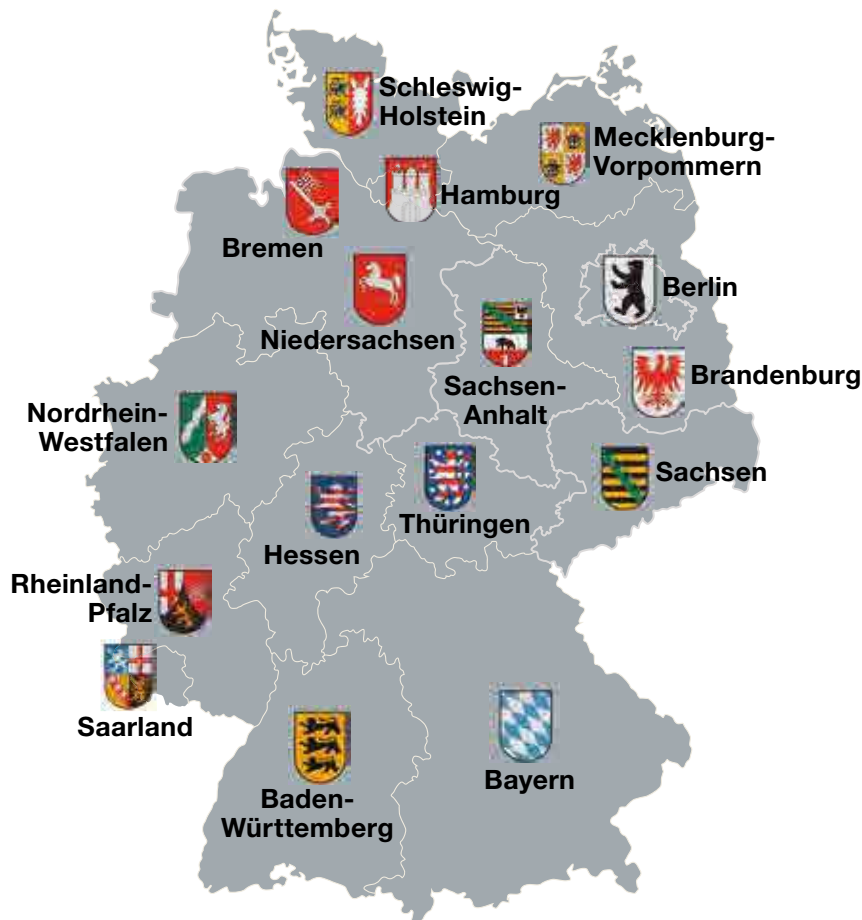 Schleswig-
Holstein
Mecklenburg-
Vorpommern
Hamburg
Bremen
Berlin
Niedersachsen
Sachsen-
Anhalt
Brandenburg
Nordrhein-
Westfalen
Sachsen
Thüringen
Hessen
Rheinland-
Pfalz
Saarland
Bayern
Baden-
Württemberg